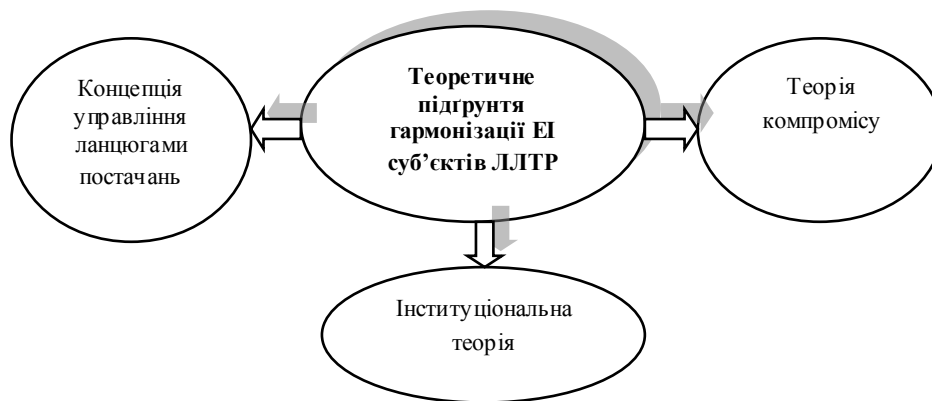 Концепція
управління
ланцюгами
постачань
Теоретичне
підґрунтя
гармонізації ЕІ
суб’єктів ЛЛТР
Теорія
компромісу
Інституціональна
теорія